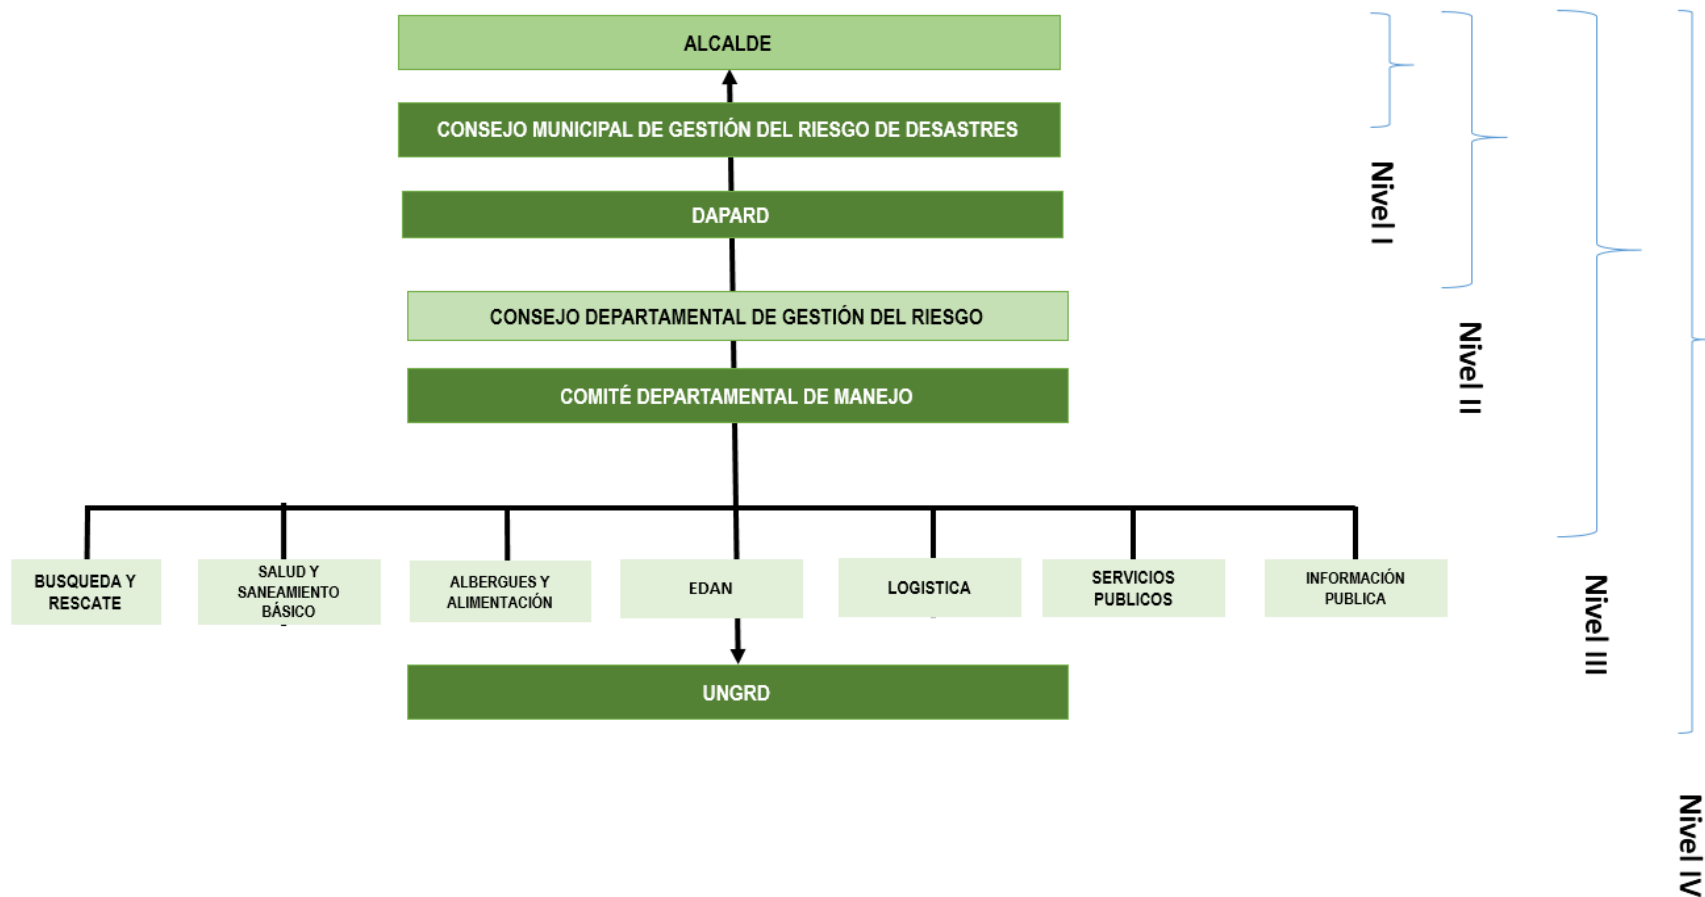 ALCALDE
CONSEJO MUNICIPAL DE GESTIÓN DEL RIESGO DE DESASTRES
DAPARD
CONSEJO DEPARTAMENTAL DE GESTIÓN DEL RIESGO
COMITÉ DEPARTAMENTAL DE MANEJO
BUSQUEDA Y
RESCATE
SALUD Y
SANEAMIENTO
BÁSICO
ALBERGUES Y
ALIMENTACIÓN
EDAN
LOGISTICA
SERVICIOS
PUBLICOS
INFORMACIÓN
PUBLICA
UNGRD
Nivel I
Nivel II
Nivel III
Nivel IV